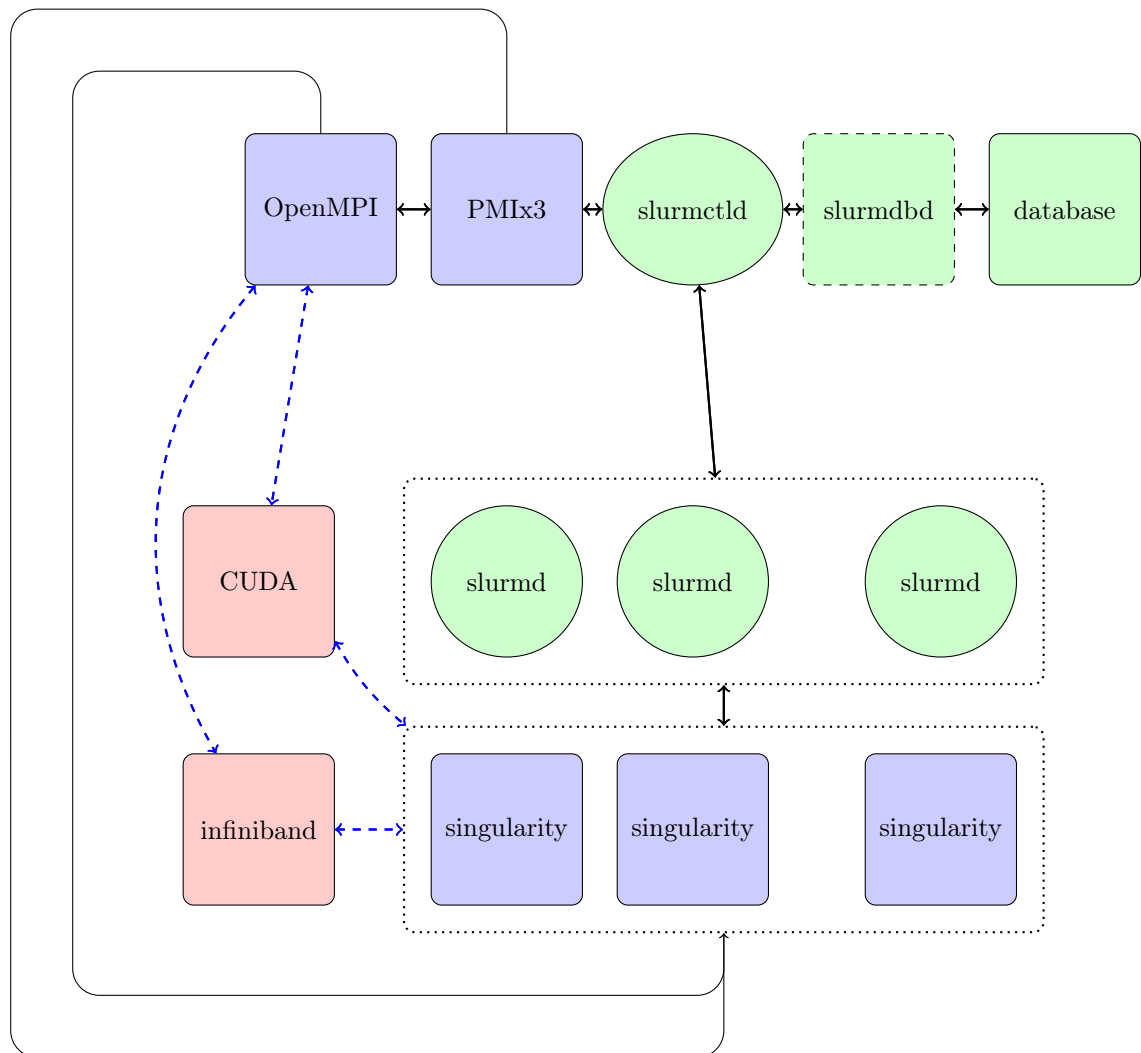 OpenMPI
PMIx3
slurmctld
slurmdbd
database
CUDA
slurmd
slurmd
slurmd
infiniband
singularity
singularity
singularity